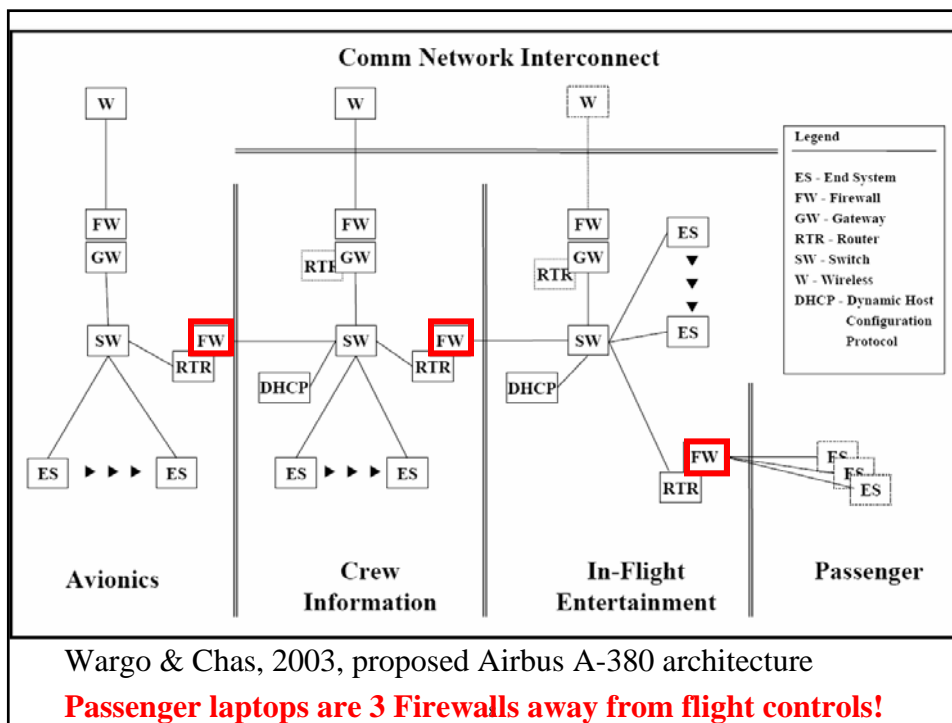 Comm Network Interconnect
W
W
W
Legend
ES - End System
FW - Firewall
GW - Gateway
RTR - Router
SW - Switch
W - Wireless
DHCP - Dynamic Host
Configuration
Protocol
FW
GW
FW
GW
RTR
FW
GW
RTR
ES
ES
SW
FW
RTR
SW
FW
RTR
DHCP
SW
DHCP
ES
ES
ES
ES
FW
RTR
ES
ES
ES
Avionics
Crew
Information
In-Flight
Entertainment
Passenger
Wargo & Chas, 2003, proposed Airbus A-380 architecture
Passenger laptops are 3 Firewalls away from flight controls!